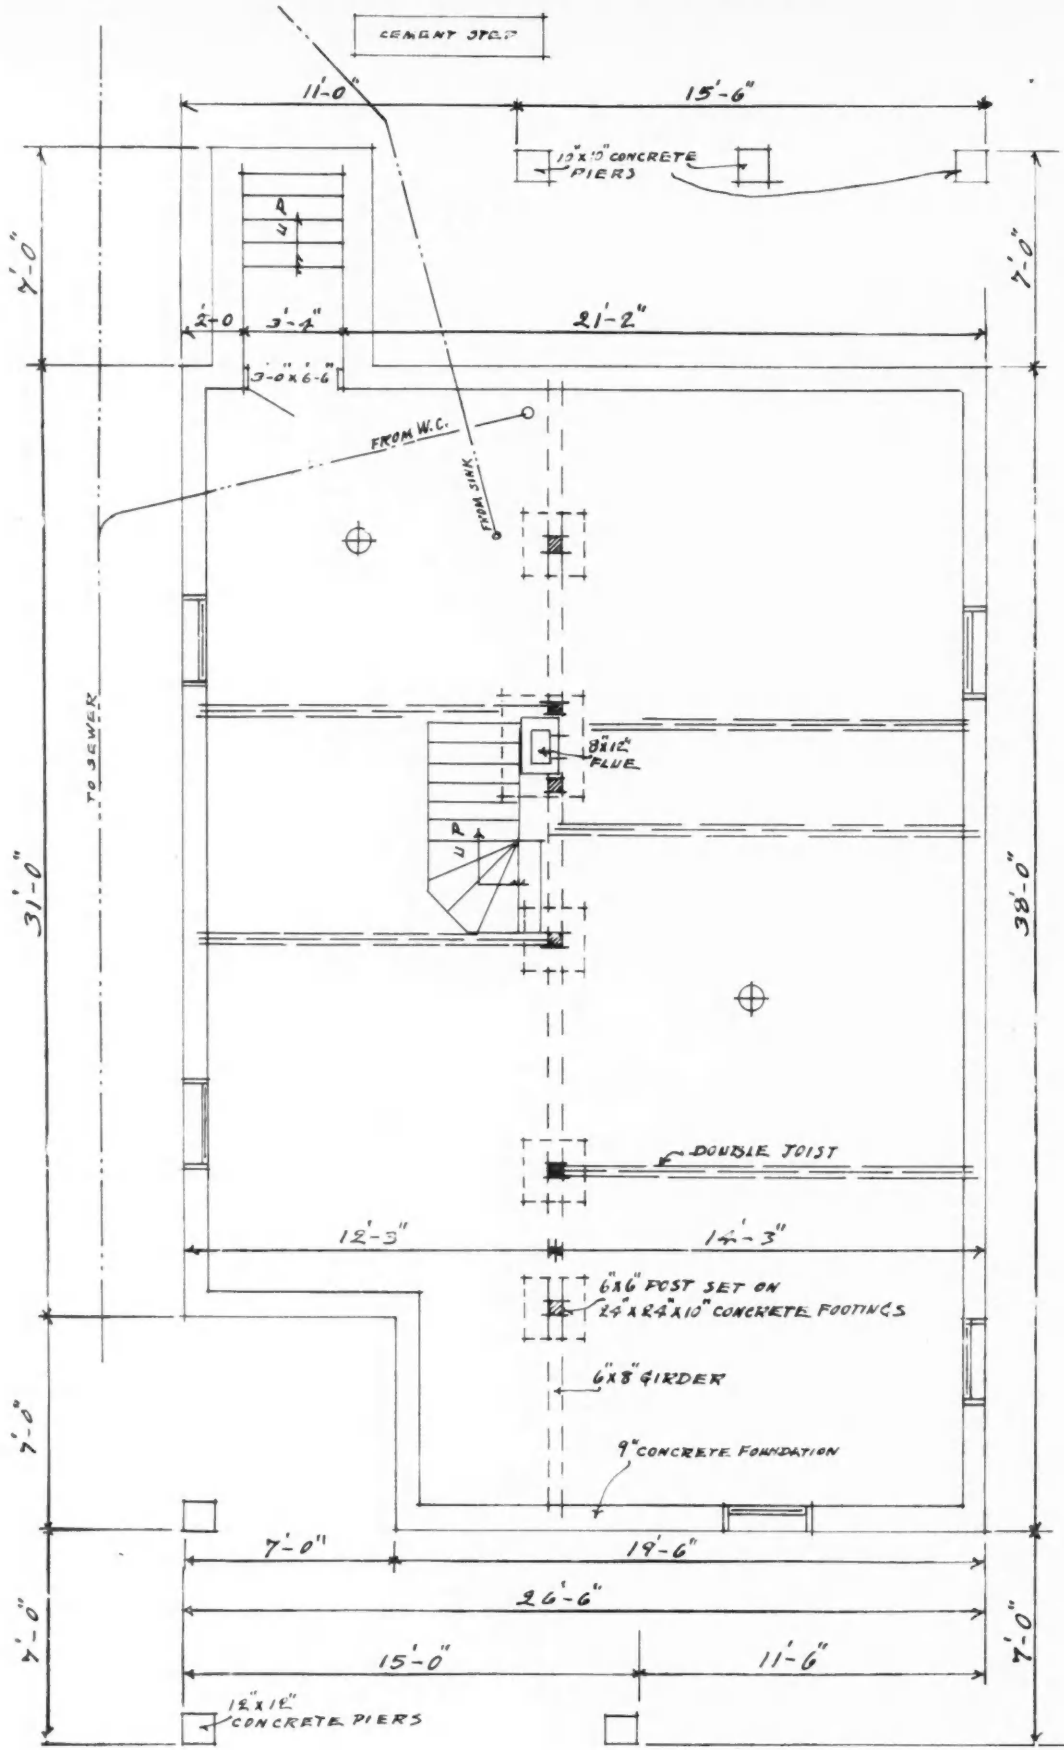 CEMENT STEP
11'-0"
15'-6"
10"x10" CONCRETE
PIERS
7'-0"
UP
7'-0"
2'-0
3'-4"
21'-2"
3'-0"x6'-6"
FROM W.C.
FROM SINK
TO SEWER
8"x12"
FLUE
UP
31'-0"
38'-0"
DOUBLE JOIST
12'-3"
14'-3"
6"x6" POST SET ON
24"x24"x10" CONCRETE FOOTINGS
6"x8" GIRDER
7'-0"
9" CONCRETE FOUNDATION
7'-0"
19'-6"
26'-6"
7'-0"
7'-0"
15'-0"
11'-6"
12"x12"
CONCRETE PIERS